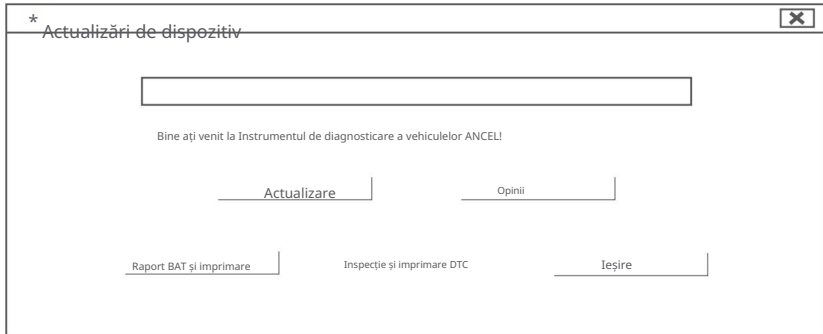 * Actualizări de dispozitiv
Bine ați venit la Instrumentul de diagnosticare a vehiculelor ANCEL!
Actualizare Opinii
Raport BAT și imprimare Inspecție și imprimare DTC Ieșire